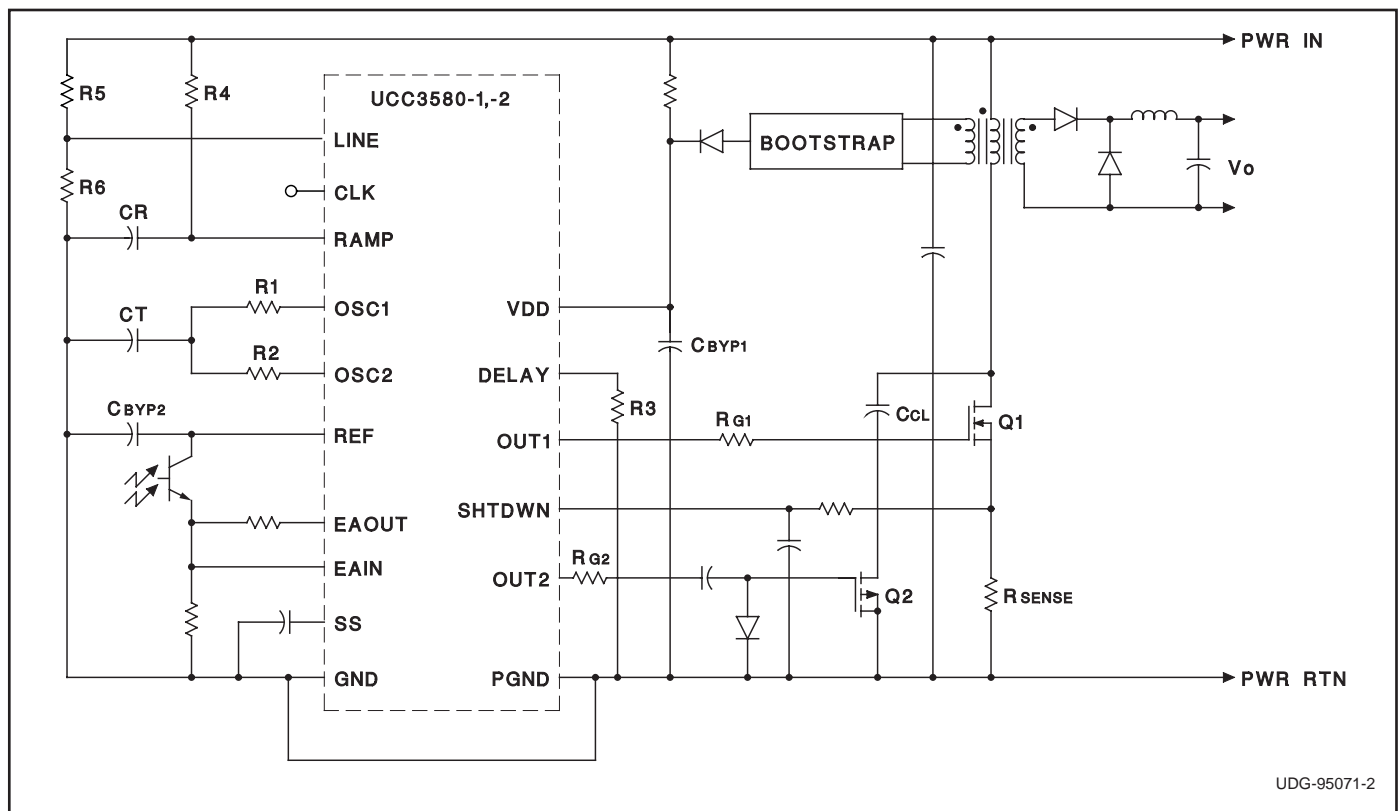 PWR IN
R5
R4
UCC3580-1,-2
LINE
BOOTSTRAP
Vo
R6
CLK
CR
RAMP
R1
CT
OSC1
VDD
R2
OSC2
CBYP1
DELAY
CBYP2
R3
CCL
REF
RG1
Q1
OUT1
SHTDWN
EAOUT
EAIN
RG2
OUT2
Q2
RSENSE
SS
GND
PGND
PWR RTN
UDG-95071-2